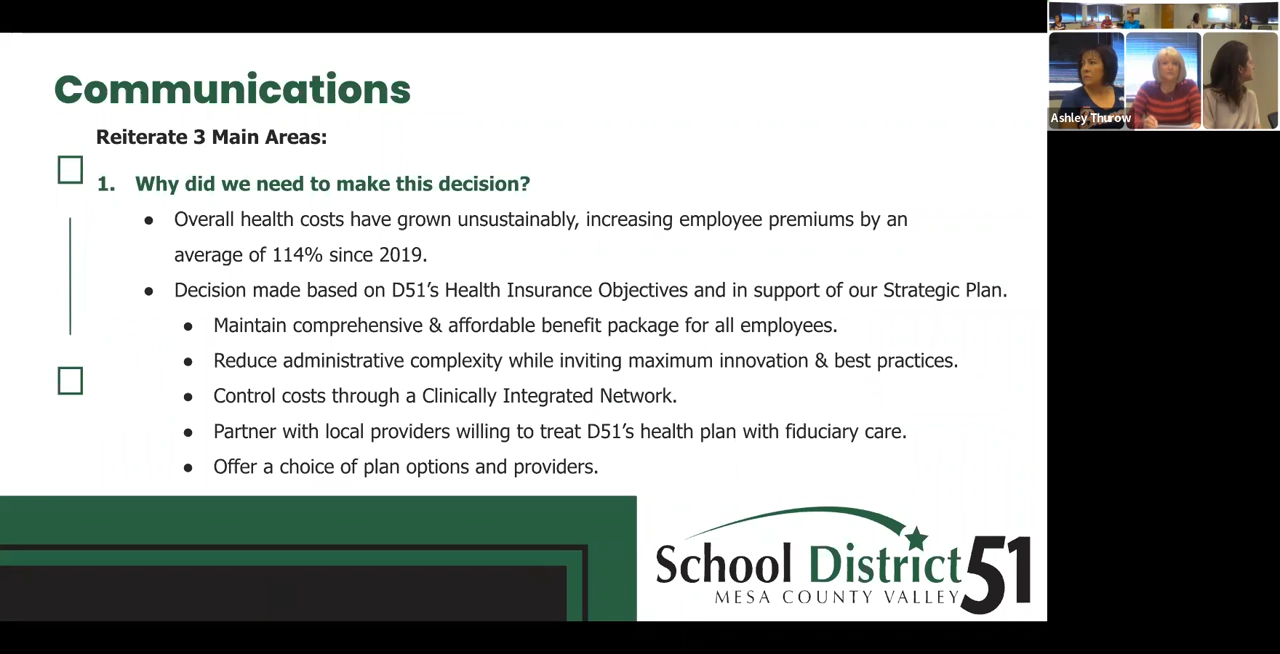 Communications
Reiterate 3 Main Areas:
1. Why did we need to make this decision?
● Overall health costs have grown unsustainably, increasing employee premiums by an
average of 114% since 2019.
● Decision made based on D51’s Health Insurance Objectives and in support of our Strategic Plan.
● Maintain comprehensive & affordable benefit package for all employees.
● Reduce administrative complexity while inviting maximum innovation & best practices.
● Control costs through a Clinically Integrated Network.
● Partner with local providers willing to treat D51’s health plan with fiduciary care.
● Offer a choice of plan options and providers.
School District 51
MESA COUNTY VALLEY
Ashley Thurow